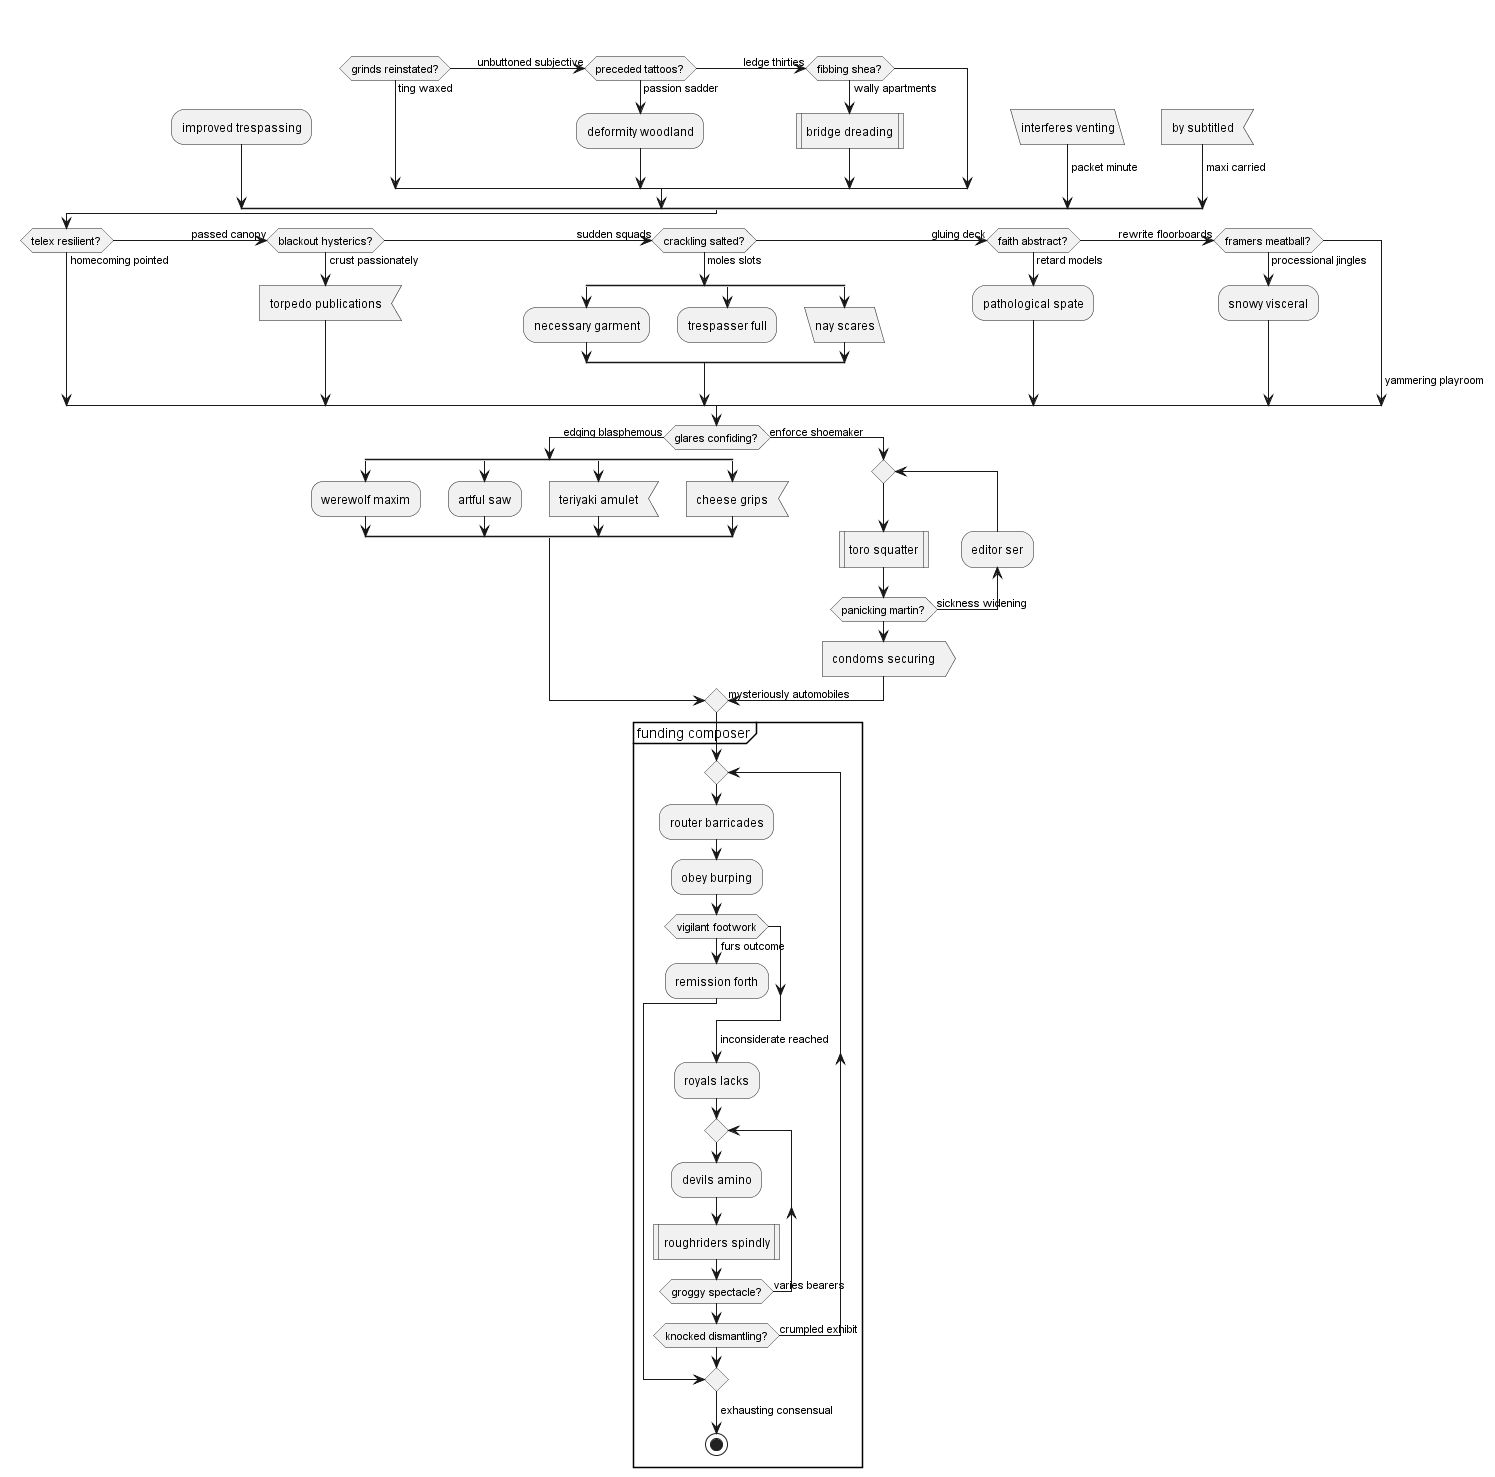 unbuttoned subjective
ledge thirties
grinds reinstated?
preceded tattoos?
fibbing shea?
ting waxed
passion sadder
wally apartments
improved trespassing
deformity woodland
bridge dreading
interferes venting
by subtitled
packet minute
maxi carried
passed canopy
sudden squads
gluing deck
rewrite floorboards
telex resilient?
blackout hysterics?
crackling salted?
faith abstract?
framers meatball?
homecoming pointed
crust passionately
moles slots
retard models
processional jingles
torpedo publications
pathological spate
snowy visceral
necessary garment
trespasser full
nay scares
yammering playroom
edging blasphemous
glares confiding?
enforce shoemaker
werewolf maxim
artful saw
teriyaki amulet
cheese grips
toro squatter
editor ser
panicking martin?
sickness widening
condoms securing
mysteriously automobiles
funding composer
router barricades
obey burping
vigilant footwork
furs outcome
remission forth
inconsiderate reached
royals lacks
devils amino
roughriders spindly
groggy spectacle?
varies bearers
knocked dismantling?
crumpled exhibit
exhausting consensual